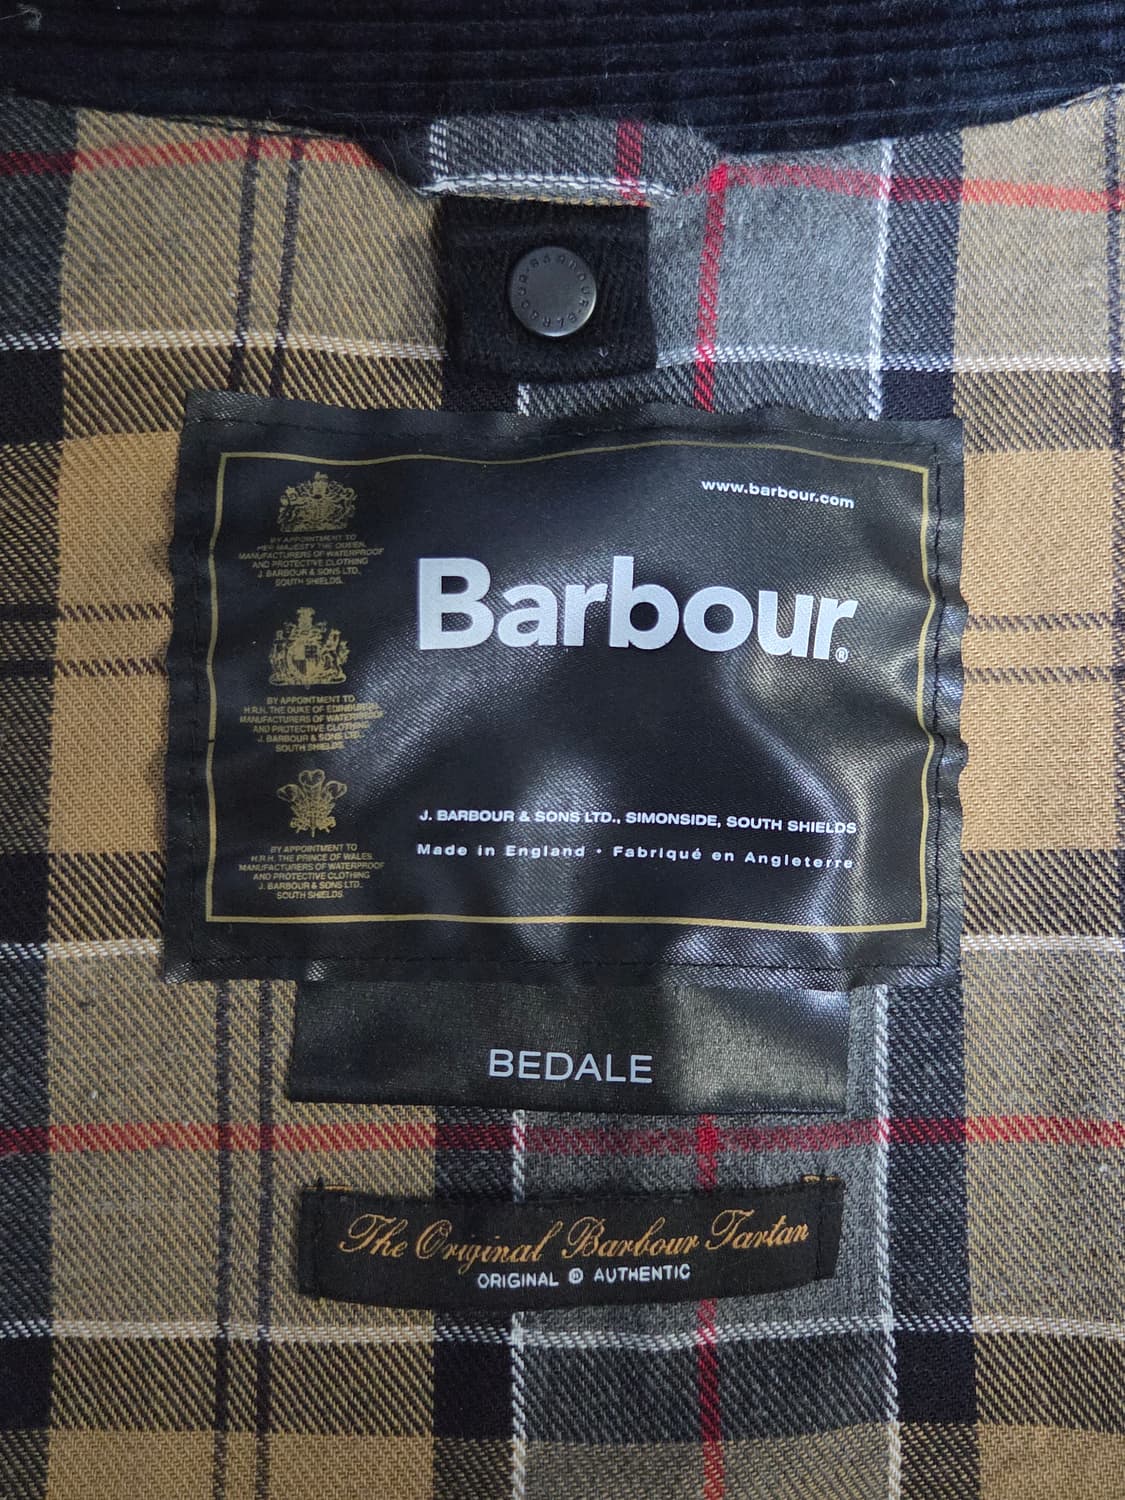 BARBOUR · BARBOUR ·
www.barbour.com
BY APPOINTMENT TO
HER MAJESTY THE QUEEN,
MANUFACTURERS OF WATERPROOF
AND PROTECTIVE CLOTHING
J. BARBOUR & SONS LTD.,
SOUTH SHIELDS.
Barbour®
BY APPOINTMENT TO
H.R.H. THE DUKE OF EDINBURGH,
MANUFACTURERS OF WATERPROOF
AND PROTECTIVE CLOTHING
J. BARBOUR & SONS LTD.,
SOUTH SHIELDS.
BY APPOINTMENT TO
H.R.H. THE PRINCE OF WALES
MANUFACTURERS OF WATERPROOF
AND PROTECTIVE CLOTHING
J. BARBOUR & SONS LTD.,
SOUTH SHIELDS.
J. BARBOUR & SONS LTD., SIMONSIDE, SOUTH SHIELDS
Made in England · Fabriqué en Angleterre
BEDALE
The Original Barbour Tartan
ORIGINAL ® AUTHENTIC